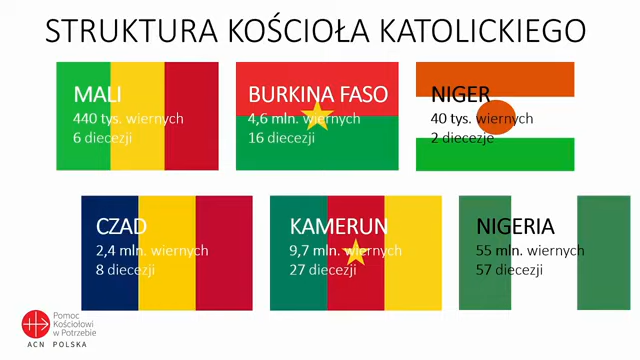 STRUKTURA KOŚCIOŁA KATOLICKIEGO
MALI
440 tys. wiernych
6 diecezji
BURKINA FASO
4,6 mln. wiernych
16 diecezji
NIGER
40 tys. wiernych
2 diecezje
CZAD
2,4 mln. wiernych
8 diecezji
KAMERUN
9,7 mln. wiernych
27 diecezji
NIGERIA
55 mln. wiernych
57 diecezji
Pomoc
Kościołowi
w Potrzebie
ACN POLSKA